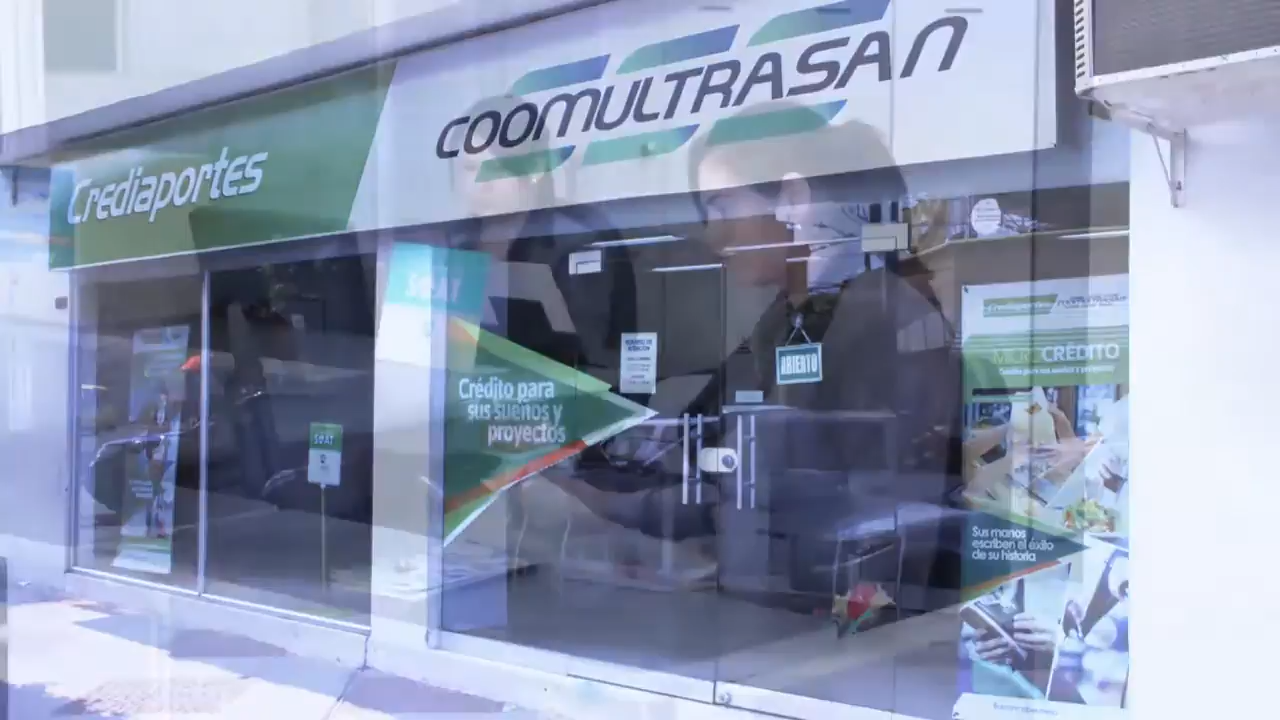 COOMULTRASAN
Crediaportes
SOAT
Crédito para
sus sueños y
proyectos
ABIERTO
SOAT
MICROCRÉDITO
Sus manos
escriben el éxito
de su historia